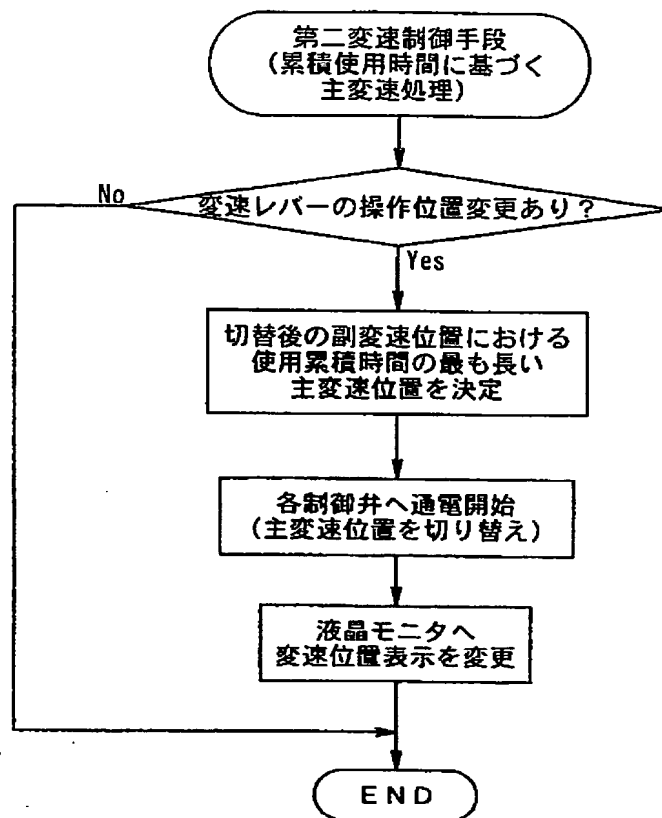 第二変速制御手段
(累積使用時間に基づく
主変速処理)
変速レバーの操作位置変更あり？
No
Yes
切替後の副変速位置における
使用累積時間の最も長い
主変速位置を決定
各制御弁へ通電開始
(主変速位置を切り替え)
液晶モニタへ
変速位置表示を変更
END